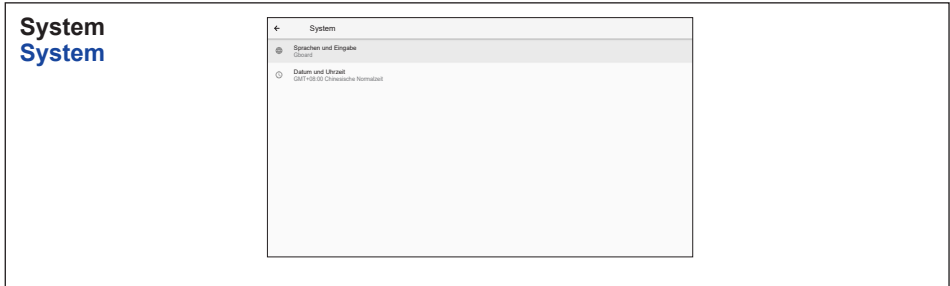 System
System
System
Sprachen und Eingabe
Gboard
Datum und Uhrzeit
GMT+08:00 Chinesische Normalzeit